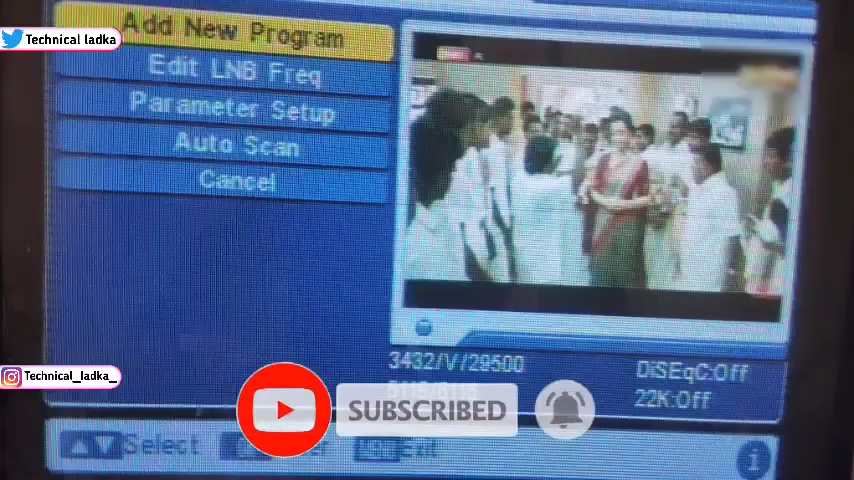 Technical ladka
Add New Program
Edit LNB Freq
Parameter Setup
Auto Scan
Cancel
3432/V/29500
DiSEqC:Off
22K:Off
Technical_ladka_
SUBSCRIBED
Select
Exit